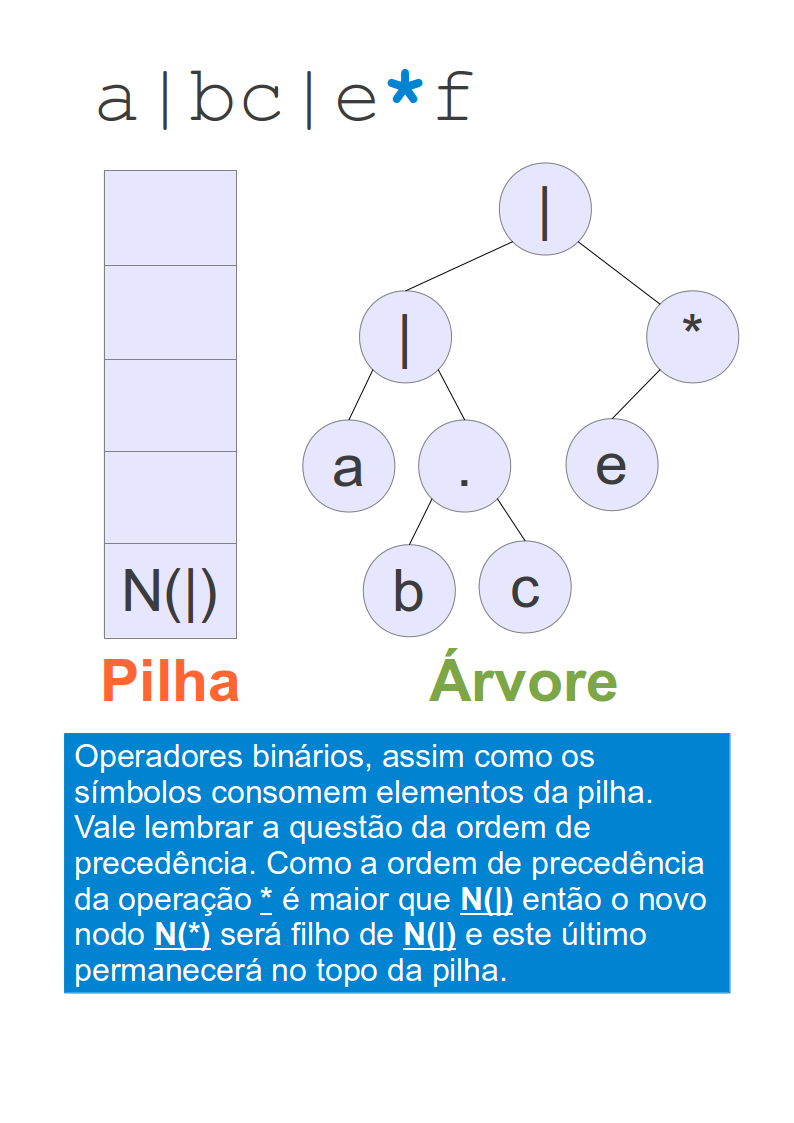 a|bc|e*f
|
|
*
a
.
e
b
c
N(|)
Pilha
Árvore
Operadores binários, assim como os
símbolos consomem elementos da pilha.
Vale lembrar a questão da ordem de
precedência. Como a ordem de precedência
da operação * é maior que N(|) então o novo
nodo N(*) será filho de N(|) e este último
permanecerá no topo da pilha.